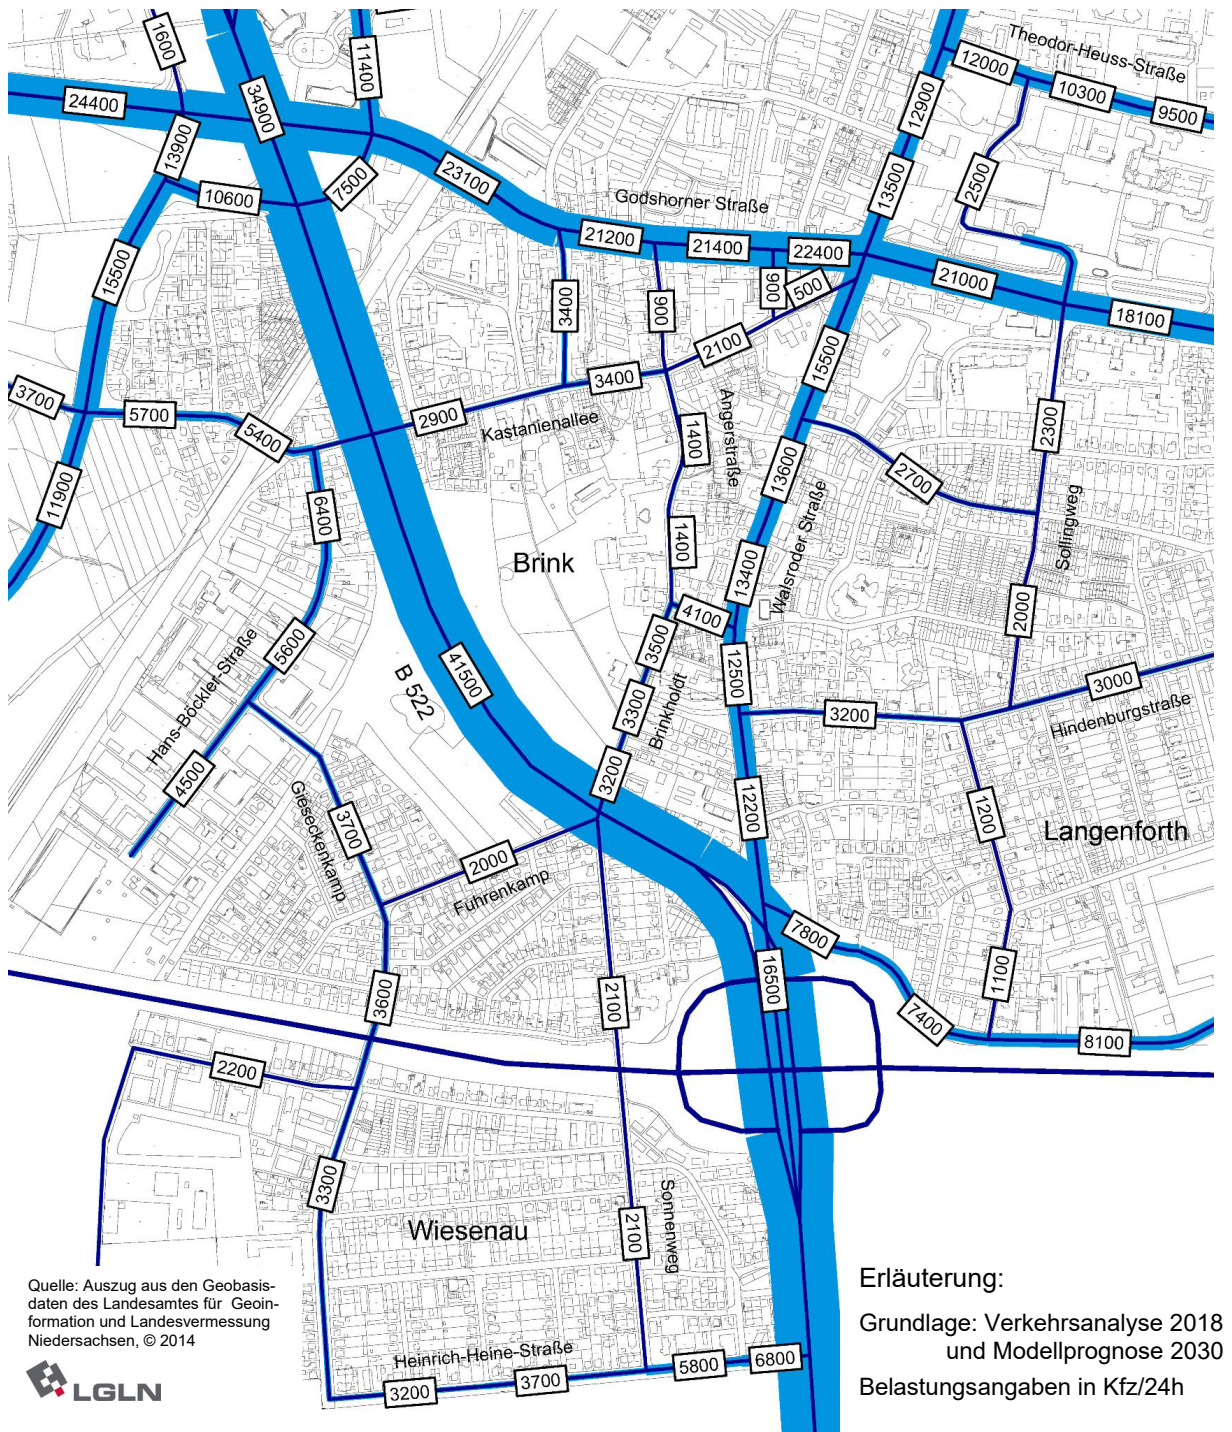 1600
11400
Theodor-Heuss-Straße
12000
10300
9500
24400
34900
12900
13900
23100
10600
7500
13500
2500
Godshorner Straße
21200
21400
22400
15500
3400
900
900
500
21000
18100
2100
15500
3700
5700
5400
2900
3400
Kastanienallee
Angerstraße
1400
2300
11900
6400
13600
2700
Walsroder Straße
Sollingweg
Brink
1400
13400
2000
4100
5600
Hans-Böckler-Straße
41500
B 522
3500
12500
3000
3300
Brinkholdt
3200
Hindenburgstraße
4500
3200
12200
Gieseckenkamp
3700
1200
Langenforth
2000
Fuhrenkamp
7800
16500
1100
3600
2100
7400
8100
2200
3300
Sonnenweg
2100
Wiesenau
Heinrich-Heine-Straße
3200
3700
5800
6800
Quelle: Auszug aus den Geobasis-
daten des Landesamtes für Geoin-
formation und Landesvermessung
Niedersachsen, © 2014
LGLN
Erläuterung:
Grundlage: Verkehrsanalyse 2018
und Modellprognose 2030
Belastungsangaben in Kfz/24h